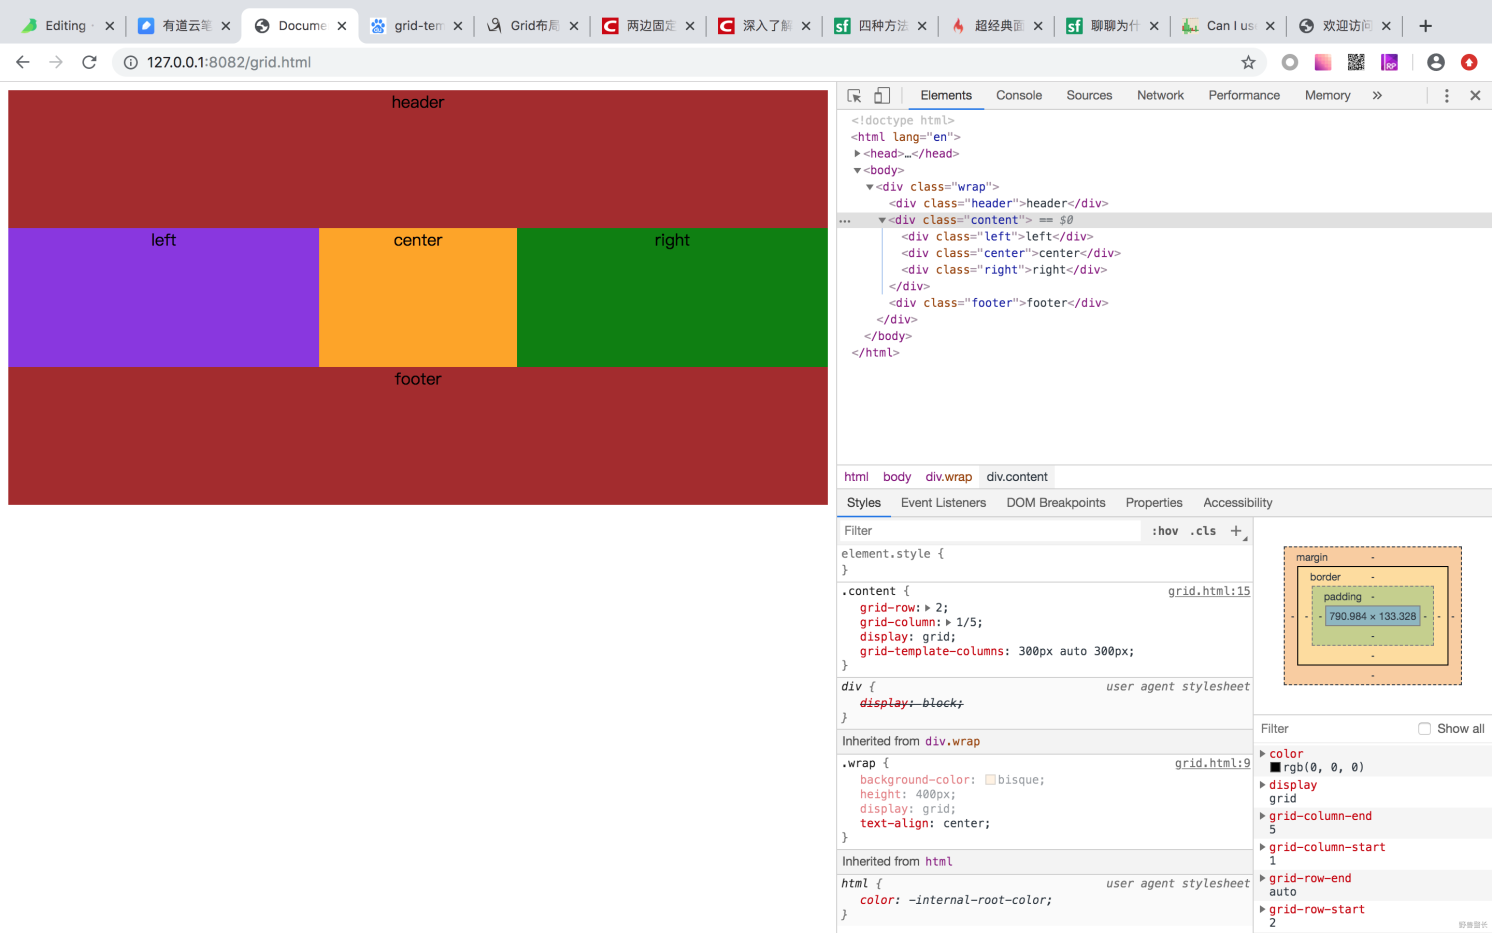 Editing
有道云笔
Docume
grid-tem
Grid布局
两边固定
深入了解
四种方法
超经典面
聊聊为什
Can I use
欢迎访问
127.0.0.1:8082/grid.html
header
left center right
footer
Elements Console Sources Network Performance Memory »
<!doctype html>
<html lang="en">
<head>…</head>
<body>
<div class="wrap">
<div class="header">header</div>
<div class="content"> == $0
<div class="left">left</div>
<div class="center">center</div>
<div class="right">right</div>
</div>
<div class="footer">footer</div>
</div>
</body>
</html>
html body div.wrap div.content
Styles Event Listeners DOM Breakpoints Properties Accessibility
Filter :hov .cls +
element.style {
}
.content { grid.html:15
grid-row: 2;
grid-column: 1/5;
display: grid;
grid-template-columns: 300px auto 300px;
}
div { user agent stylesheet
display: block;
}
Inherited from div.wrap
.wrap { grid.html:9
background-color: bisque;
height: 400px;
display: grid;
text-align: center;
}
Inherited from html
html { user agent stylesheet
color: -internal-root-color;
}
margin -
border -
padding -
- - - 790.984 × 133.328 - - -
-
-
-
Filter Show all
color
rgb(0, 0, 0)
display
grid
grid-column-end
5
grid-column-start
1
grid-row-end
auto
grid-row-start
2